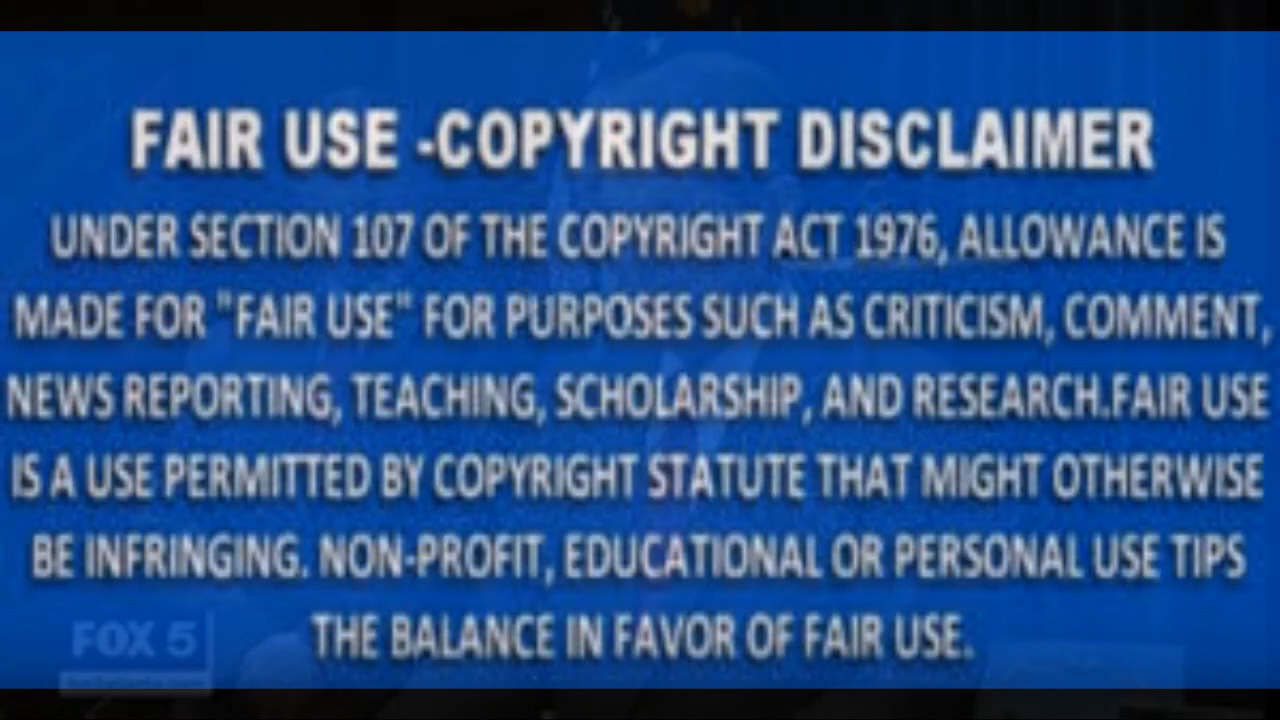 FAIR USE -COPYRIGHT DISCLAIMER
UNDER SECTION 107 OF THE COPYRIGHT ACT 1976, ALLOWANCE IS
MADE FOR "FAIR USE" FOR PURPOSES SUCH AS CRITICISM, COMMENT,
NEWS REPORTING, TEACHING, SCHOLARSHIP, AND RESEARCH.FAIR USE
IS A USE PERMITTED BY COPYRIGHT STATUTE THAT MIGHT OTHERWISE
BE INFRINGING. NON-PROFIT, EDUCATIONAL OR PERSONAL USE TIPS
THE BALANCE IN FAVOR OF FAIR USE.
FOX 5